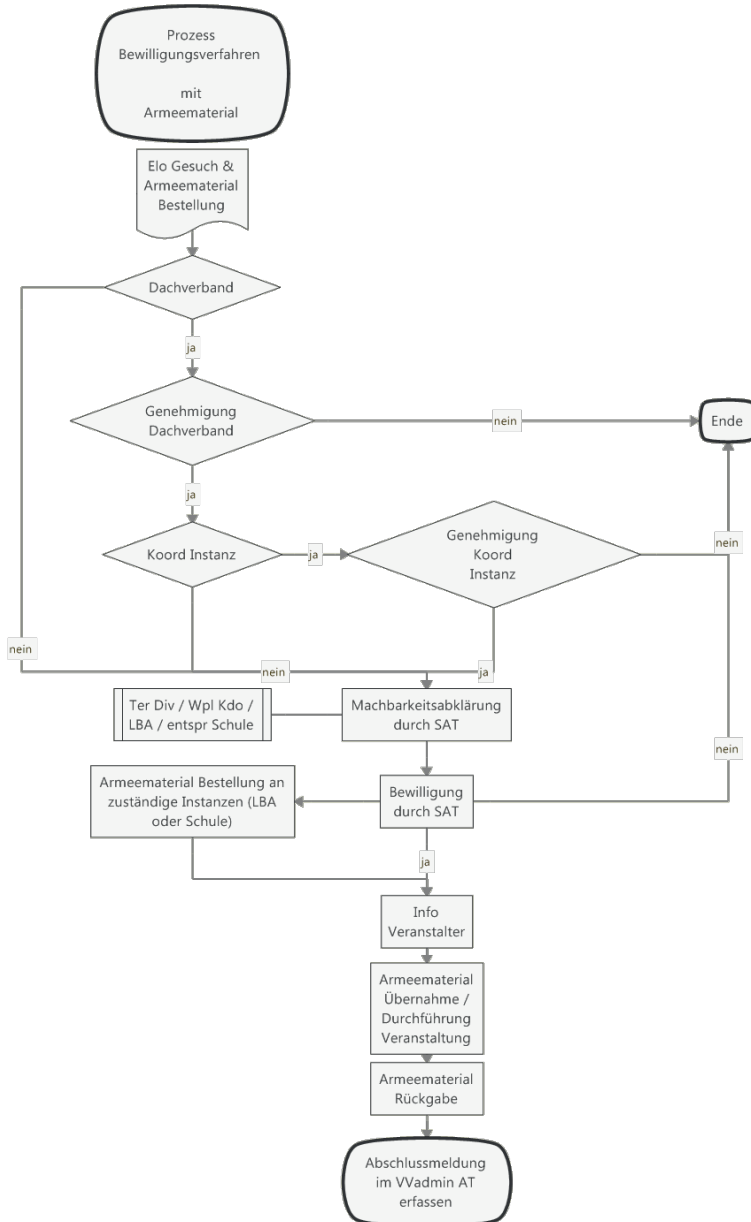 Prozess
Bewilligungsverfahren
mit
Armeematerial
Elo Gesuch &
Armeematerial
Bestellung
Dachverband
ja
Genehmigung
Dachverband
nein
Ende
ja
Koord Instanz
ja
Genehmigung
Koord
Instanz
nein
nein
nein
ja
Ter Div / Wpl Kdo /
LBA / entspr Schule
Machbarkeitsabklärung
durch SAT
nein
Armeematerial Bestellung an
zuständige Instanzen (LBA
oder Schule)
Bewilligung
durch SAT
ja
Info
Veranstalter
Armeematerial
Übernahme /
Durchführung
Veranstaltung
Armeematerial
Rückgabe
Abschlussmeldung
im VVadmin AT
erfassen